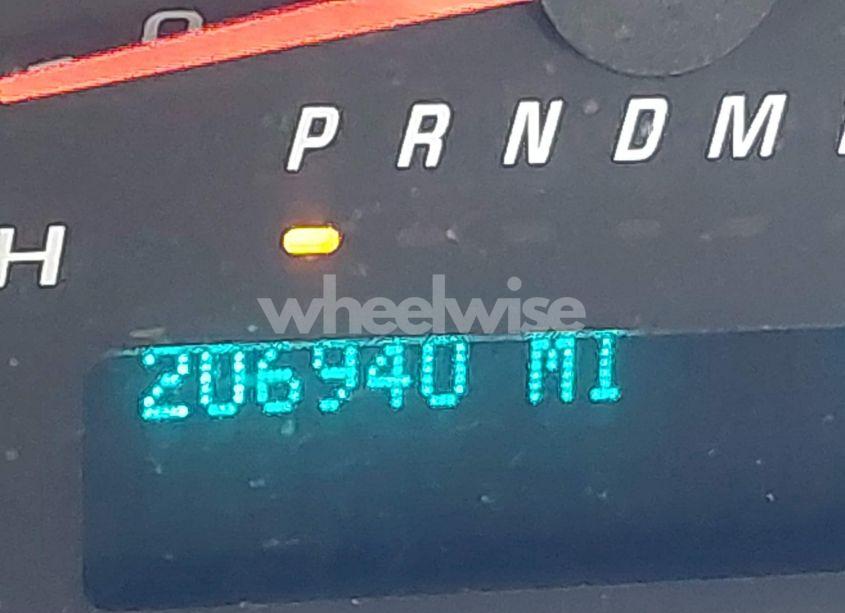 P R N D M
H
wheelwise
206940 MI